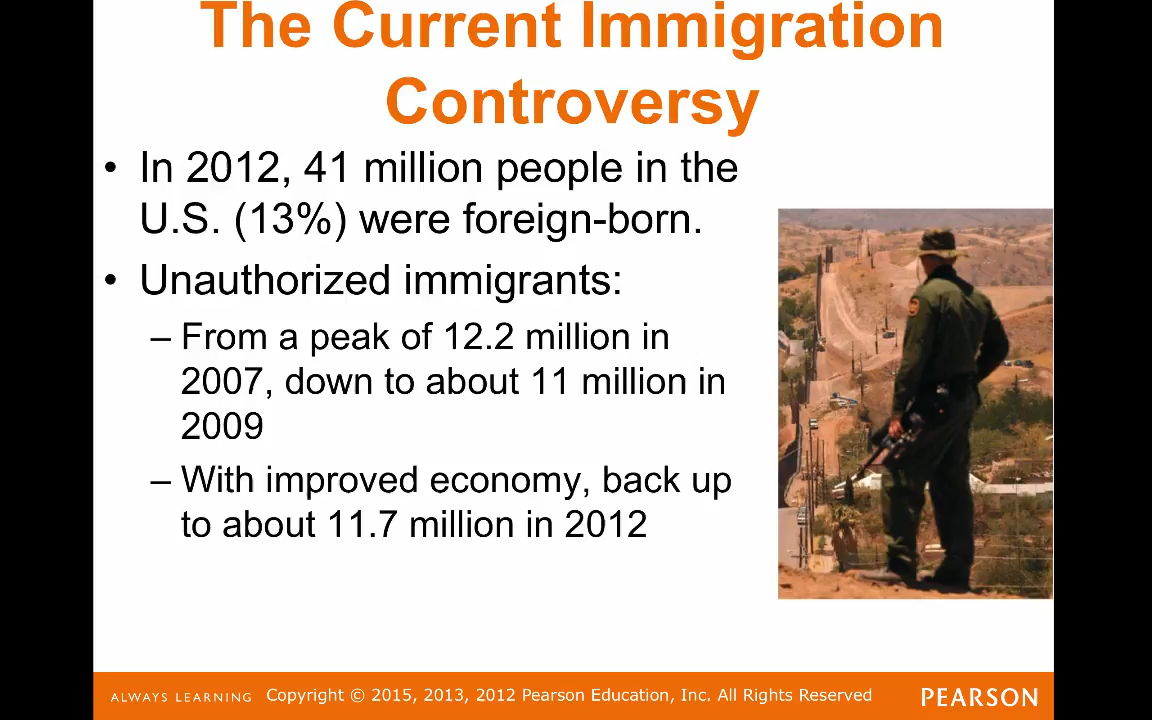 The Current Immigration
Controversy
• In 2012, 41 million people in the
U.S. (13%) were foreign-born.
• Unauthorized immigrants:
– From a peak of 12.2 million in
2007, down to about 11 million in
2009
– With improved economy, back up
to about 11.7 million in 2012
ALWAYS LEARNING Copyright © 2015, 2013, 2012 Pearson Education, Inc. All Rights Reserved PEARSON